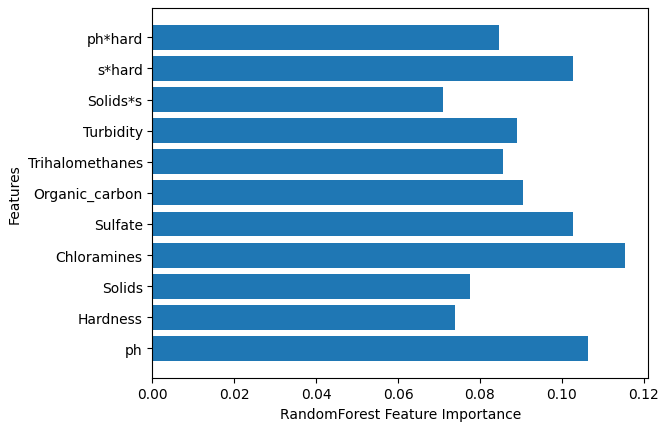 ph*hard
s*hard
Solids*s
Turbidity
Trihalomethanes
Organic_carbon
Sulfate
Chloramines
Solids
Hardness
ph
Features
0.00 0.02 0.04 0.06 0.08 0.10 0.12
RandomForest Feature Importance